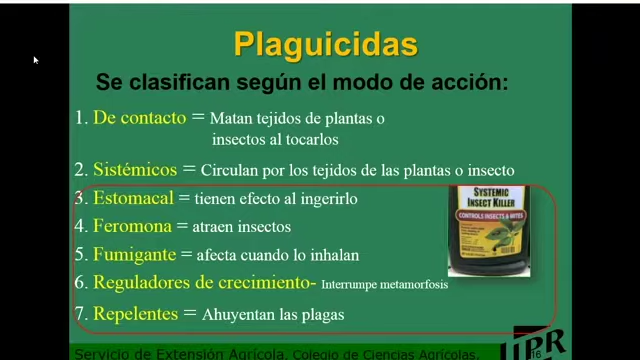 Plaguicidas
Se clasifican según el modo de acción:
1. De contacto = Matan tejidos de plantas o
insectos al tocarlos
2. Sistémicos = Circulan por los tejidos de las plantas o insecto
3. Estomacal = tienen efecto al ingerirlo
4. Feromona = atraen insectos
5. Fumigante = afecta cuando lo inhalan
6. Reguladores de crecimiento- Interrumpe metamorfosis
7. Repelentes = Ahuyentan las plagas
SYSTEMIC
INSECT KILLER
CONTROLS INSECTS & MITES
Servicio de Extensión Agrícola, Colegio de Ciencias Agrícolas,
UPR
16